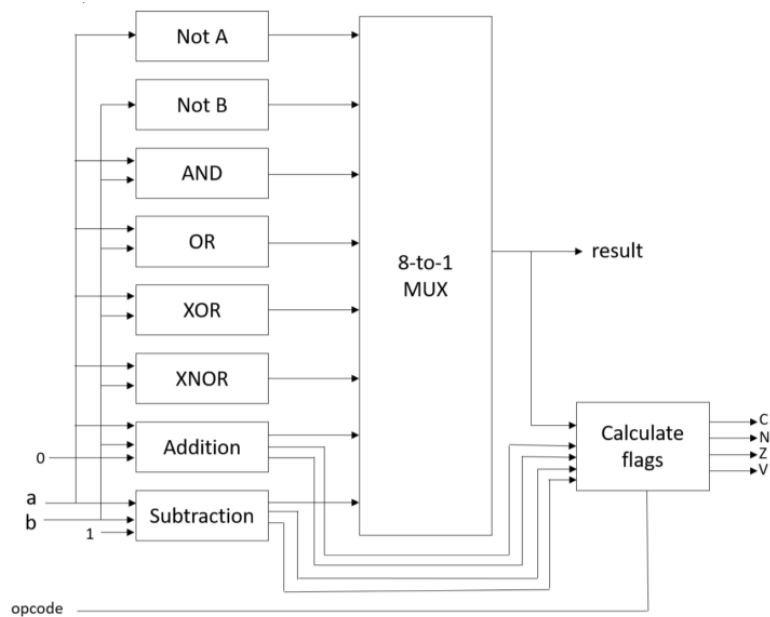 Not A
Not B
AND
OR
XOR
XNOR
Addition
Subtraction
0
a
b
1
opcode
8-to-1
MUX
result
Calculate
flags
C
N
Z
V